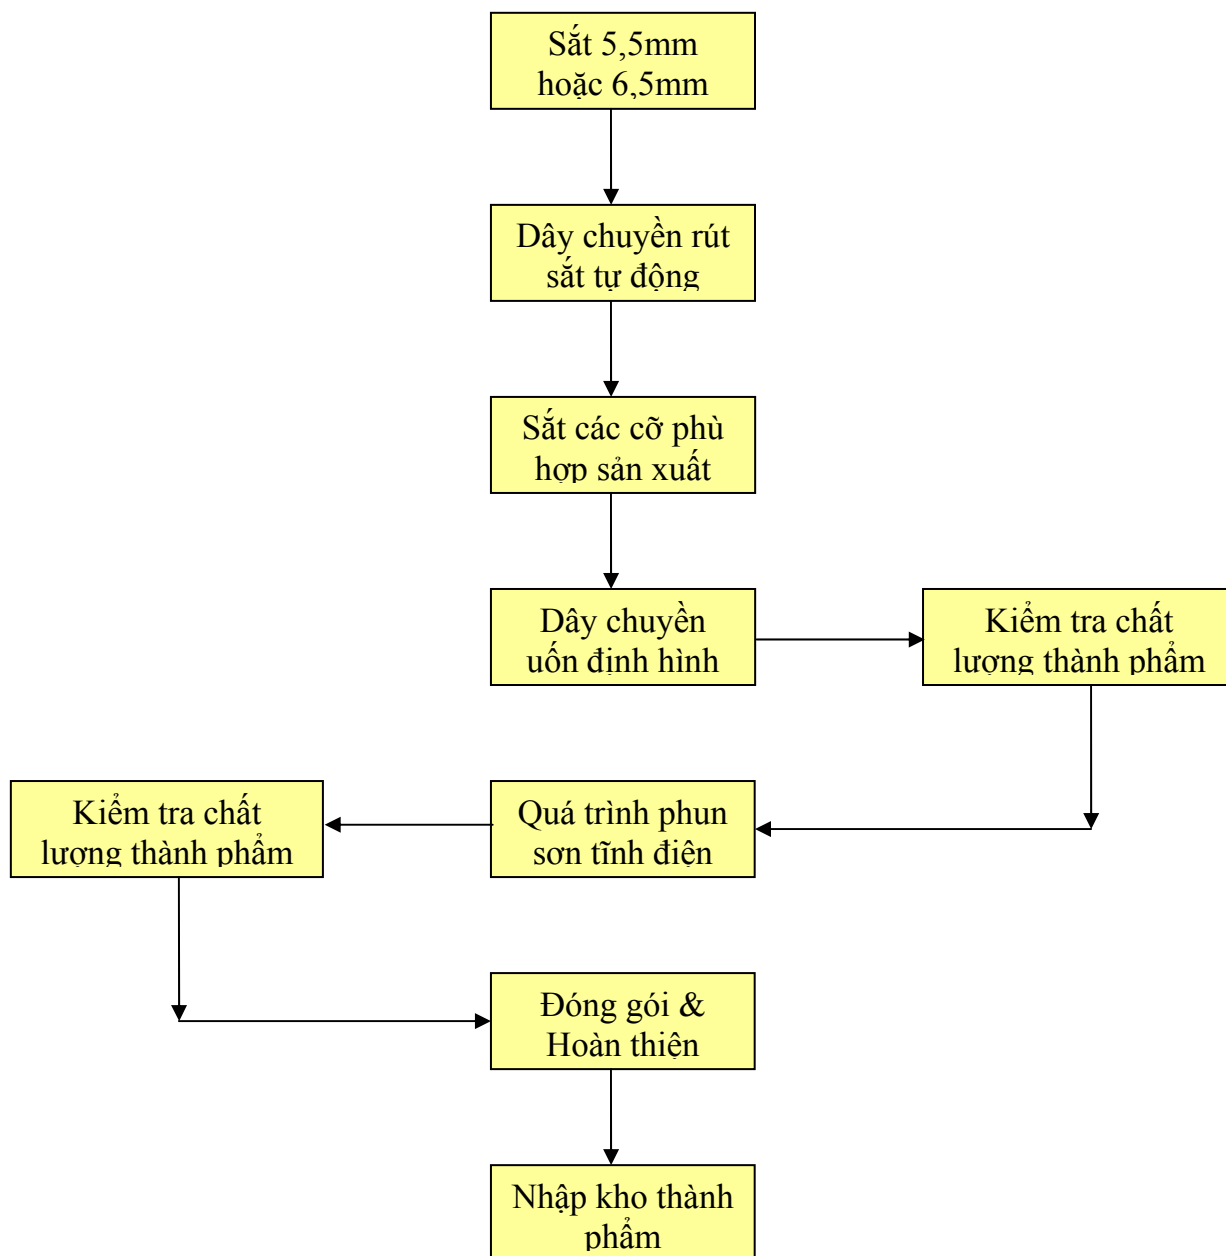 Sắt 5,5mm
hoặc 6,5mm
Dây chuyền rút
sắt tự động
Sắt các cỡ phù
hợp sản xuất
Dây chuyền
uốn định hình
Kiểm tra chất
lượng thành phẩm
Quá trình phun
sơn tĩnh điện
Kiểm tra chất
lượng thành phẩm
Đóng gói &
Hoàn thiện
Nhập kho thành
phẩm